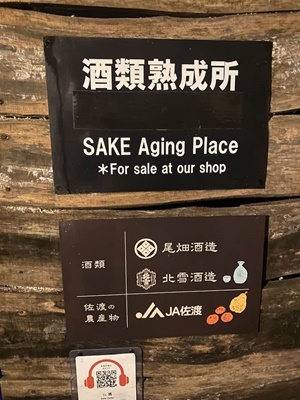 酒類熟成所
SAKE Aging Place
*For sale at our shop
酒類
尾畑酒造
北雪酒造
佐渡の
農産物
JA佐渡